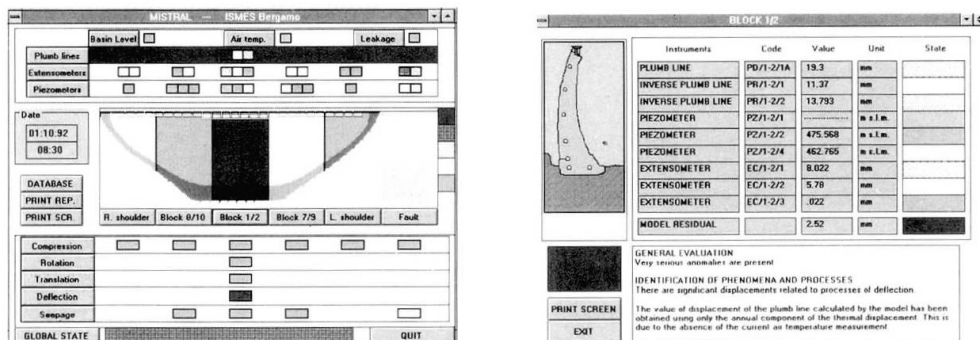 MISTRAL — ISMES Bergamo
Basin Level Air temp. Leakage
Plumb lines
Extensometers
Piezometers
Date
01:10.92
08:30
DATABASE
PRINT REP.
PRINT SCR.
R. shoulder Block 8/10 Block 1/2 Block 7/9 L. shoulder Fault
Compression
Rotation
Translation
Deflection
Seepage
GLOBAL STATE QUIT
BLOCK 1/2
Instruments Code Value Unit State
PLUMB LINE PD/1-2/1A 19.3 mm
INVERSE PLUMB LINE PR/1-2/1 11.37 mm
INVERSE PLUMB LINE PR/1-2/2 13.793 mm
PIEZOMETER PZ/1-2/1 ------------ m s.l.m.
PIEZOMETER PZ/1-2/2 475.568 m s.l.m.
PIEZOMETER PZ/1-2/4 462.765 m s.l.m.
EXTENSOMETER EC/1-2/1 8.022 mm
EXTENSOMETER EC/1-2/2 5.78 mm
EXTENSOMETER EC/1-2/3 .022 mm
MODEL RESIDUAL 2.52 mm
GENERAL EVALUATION
Very serious anomalies are present
IDENTIFICATION OF PHENOMENA AND PROCESSES
There are significant displacements related to processes of deflection
The value of displacement of the plumb line calculated by the model has been
obtained using only the annual component of the thermal displacement. This is
due to the absence of the current air temperature measurement
PRINT SCREEN
EXIT